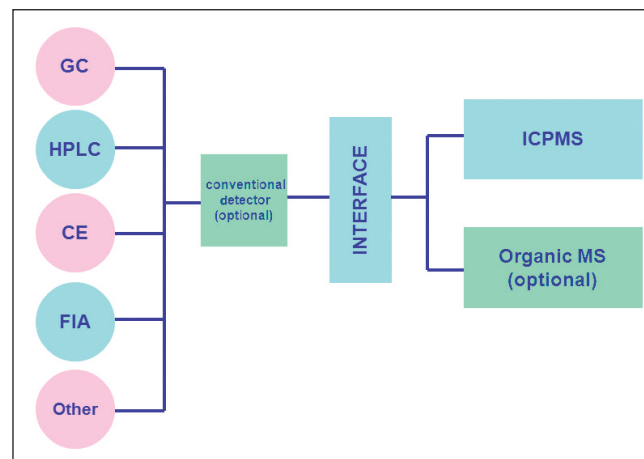 GC
HPLC
CE
FIA
Other
conventional
detector
(optional)
INTERFACE
ICPMS
Organic MS
(optional)